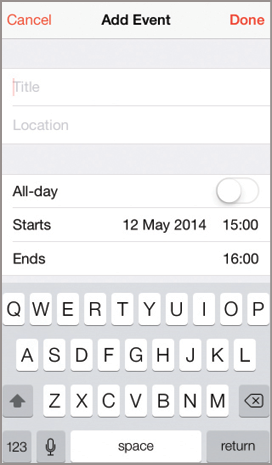 Cancel Add Event Done
Title
Location
All-day
Starts 12 May 2014 15:00
Ends 16:00
Q W E R T Y U I O P
A S D F G H J K L
Z X C V B N M
123 space return